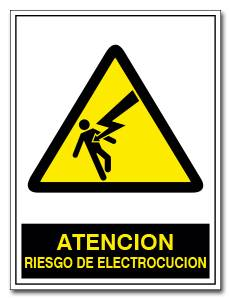 ATENCION
RIESGO DE ELECTROCUCION